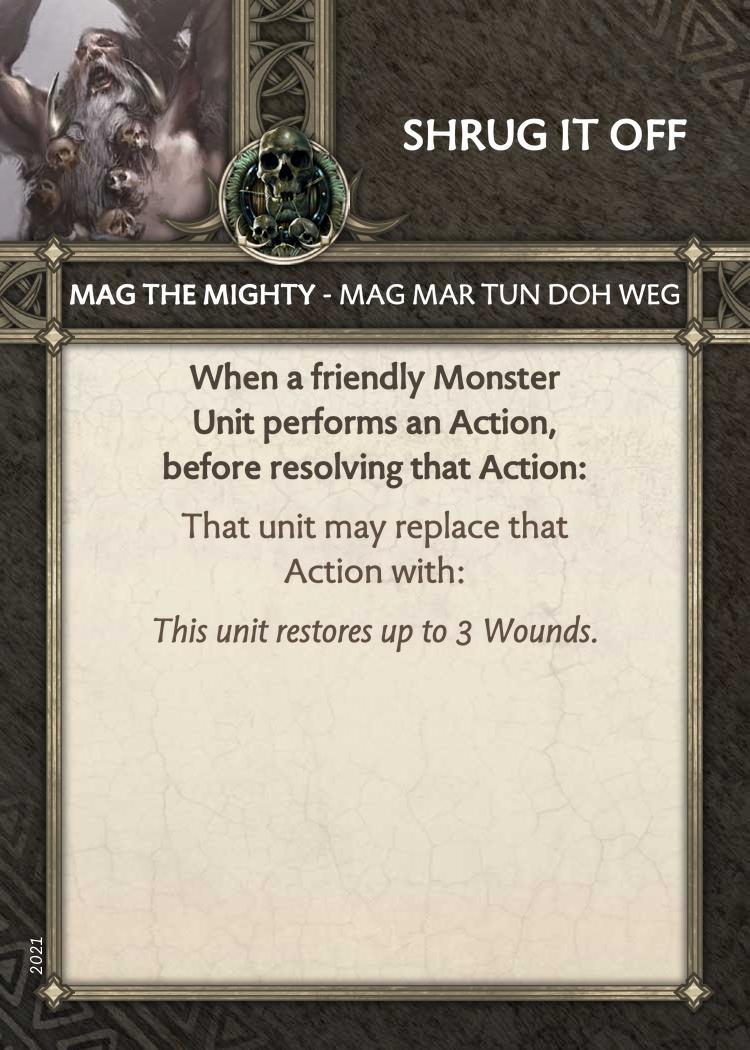 SHRUG IT OFF
MAG THE MIGHTY - MAG MAR TUN DOH WEG
When a friendly Monster
Unit performs an Action,
before resolving that Action:
That unit may replace that
Action with:
This unit restores up to 3 Wounds.
2021